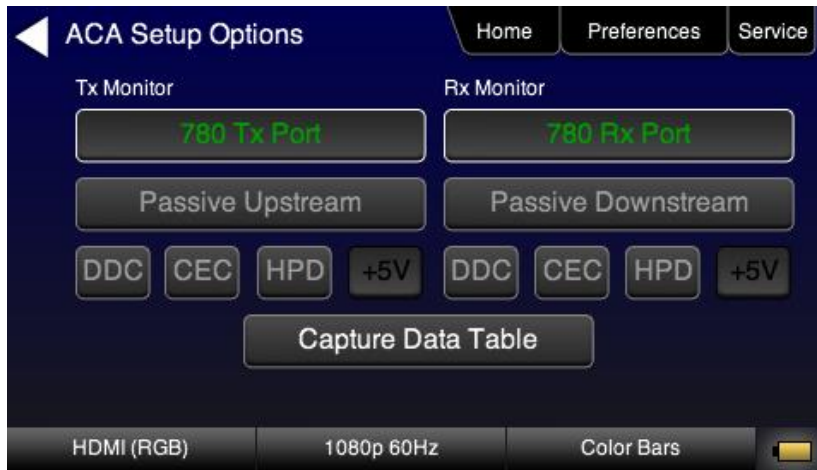 ACA Setup Options
Home
Preferences
Service
Tx Monitor
Rx Monitor
780 Tx Port
780 Rx Port
Passive Upstream
Passive Downstream
DDC
CEC
HPD
+5V
DDC
CEC
HPD
+5V
Capture Data Table
HDMI (RGB)
1080p 60Hz
Color Bars